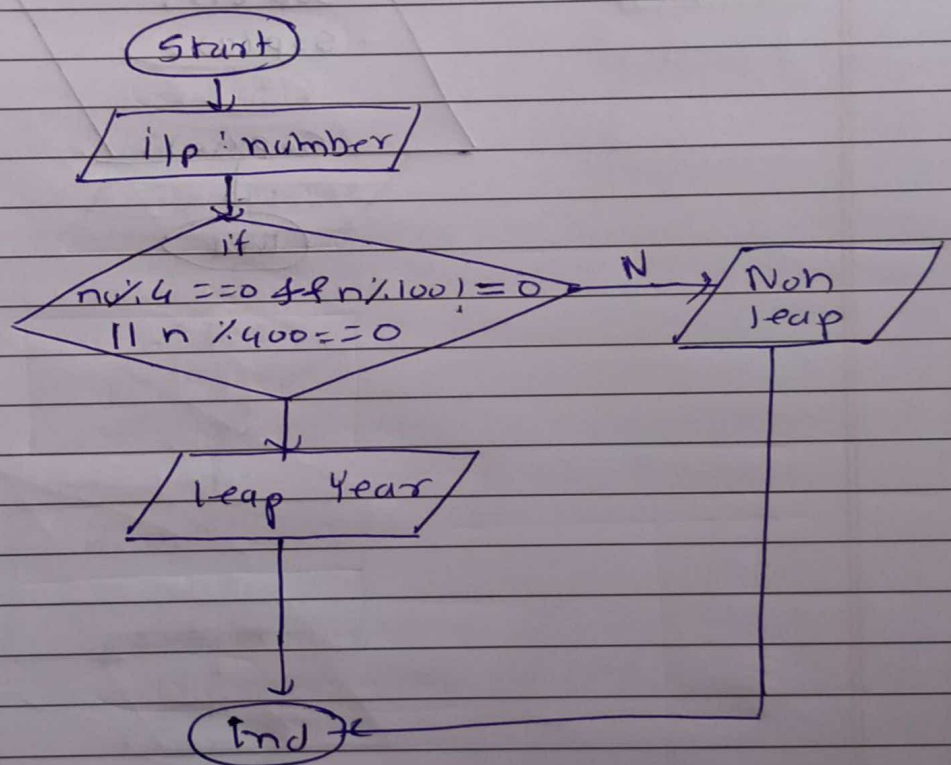 Start
i/p : number
if
n% 4 ==0 && n%100!=0
|| n %400==0
N
Non
leap
leap Year
End